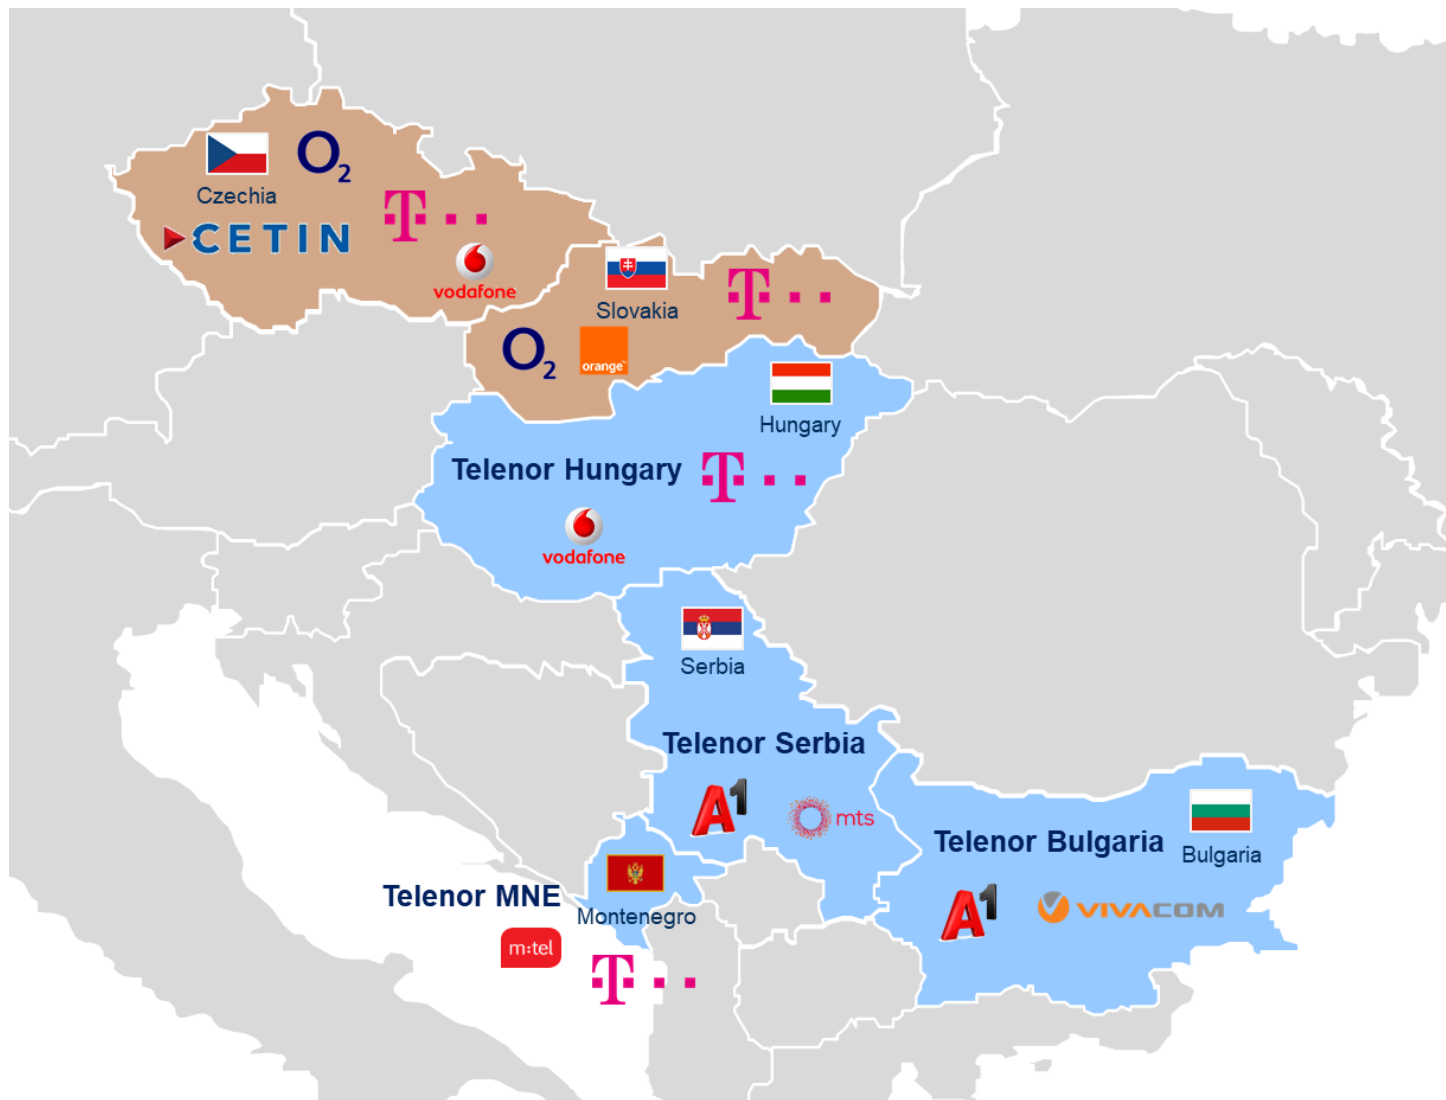 O2
Czechia
T
CETIN
vodafone
Slovakia
T
O2
orange™
Hungary
Telenor Hungary
T
vodafone
Serbia
Telenor Serbia
A1
mts
Telenor Bulgaria
Bulgaria
Telenor MNE
Montenegro
A1
VIVACOM
m:tel
T